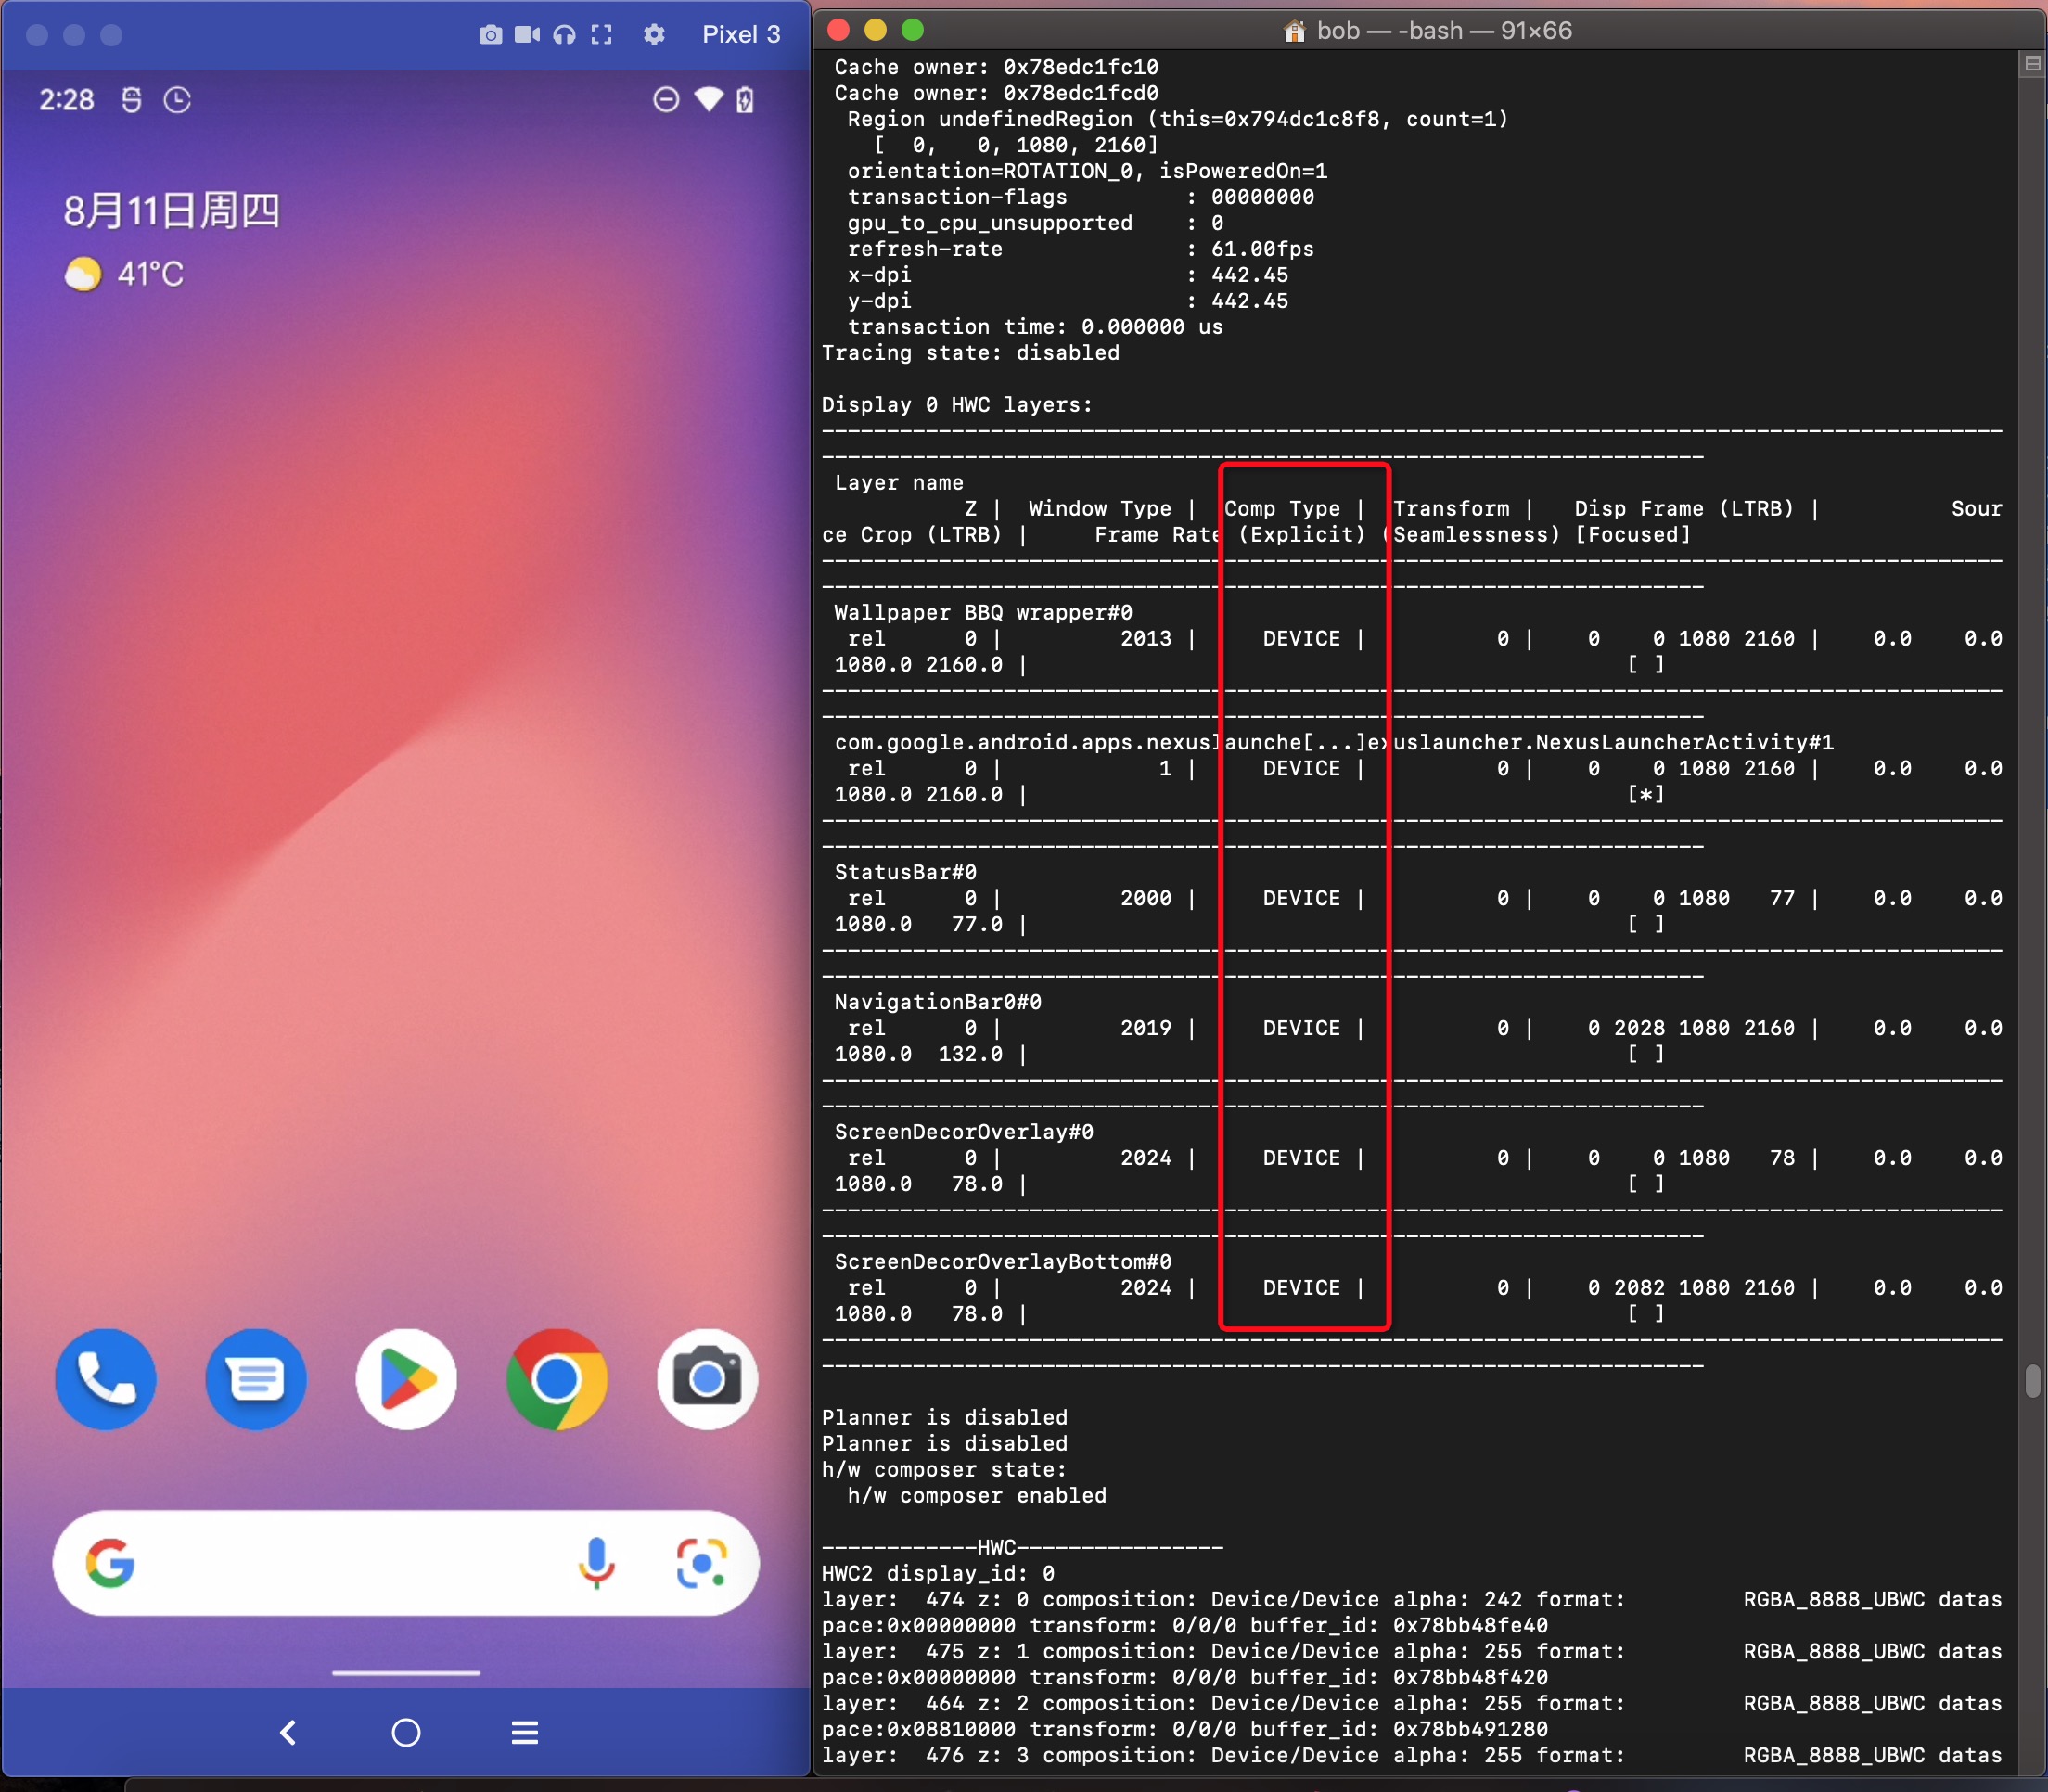 Pixel 3
2:28
8月11日周四
41°C
bob — -bash — 91×66
Cache owner: 0x78edc1fc10
Cache owner: 0x78edc1fcd0
Region undefinedRegion (this=0x794dc1c8f8, count=1)
[ 0, 0, 1080, 2160]
orientation=ROTATION_0, isPoweredOn=1
transaction-flags : 00000000
gpu_to_cpu_unsupported : 0
refresh-rate : 61.00fps
x-dpi : 442.45
y-dpi : 442.45
transaction time: 0.000000 us
Tracing state: disabled
Display 0 HWC layers:
Layer name
Z | Window Type | Comp Type | Transform | Disp Frame (LTRB) | Sour
ce Crop (LTRB) | Frame Rate (Explicit) (Seamlessness) [Focused]
Wallpaper BBQ wrapper#0
rel 0 | 2013 | DEVICE | 0 | 0 0 1080 2160 | 0.0 0.0
1080.0 2160.0 | [ ]
com.google.android.apps.nexuslaunche[...]exuslauncher.NexusLauncherActivity#1
rel 0 | 1 | DEVICE | 0 | 0 0 1080 2160 | 0.0 0.0
1080.0 2160.0 | [*]
StatusBar#0
rel 0 | 2000 | DEVICE | 0 | 0 0 1080 77 | 0.0 0.0
1080.0 77.0 | [ ]
NavigationBar0#0
rel 0 | 2019 | DEVICE | 0 | 0 2028 1080 2160 | 0.0 0.0
1080.0 132.0 | [ ]
ScreenDecorOverlay#0
rel 0 | 2024 | DEVICE | 0 | 0 0 1080 78 | 0.0 0.0
1080.0 78.0 | [ ]
ScreenDecorOverlayBottom#0
rel 0 | 2024 | DEVICE | 0 | 0 2082 1080 2160 | 0.0 0.0
1080.0 78.0 | [ ]
Planner is disabled
Planner is disabled
h/w composer state:
h/w composer enabled
------------HWC----------------
HWC2 display_id: 0
layer: 474 z: 0 composition: Device/Device alpha: 242 format: RGBA_8888_UBWC datas
pace:0x00000000 transform: 0/0/0 buffer_id: 0x78bb48fe40
layer: 475 z: 1 composition: Device/Device alpha: 255 format: RGBA_8888_UBWC datas
pace:0x00000000 transform: 0/0/0 buffer_id: 0x78bb48f420
layer: 464 z: 2 composition: Device/Device alpha: 255 format: RGBA_8888_UBWC datas
pace:0x08810000 transform: 0/0/0 buffer_id: 0x78bb491280
layer: 476 z: 3 composition: Device/Device alpha: 255 format: RGBA_8888_UBWC datas